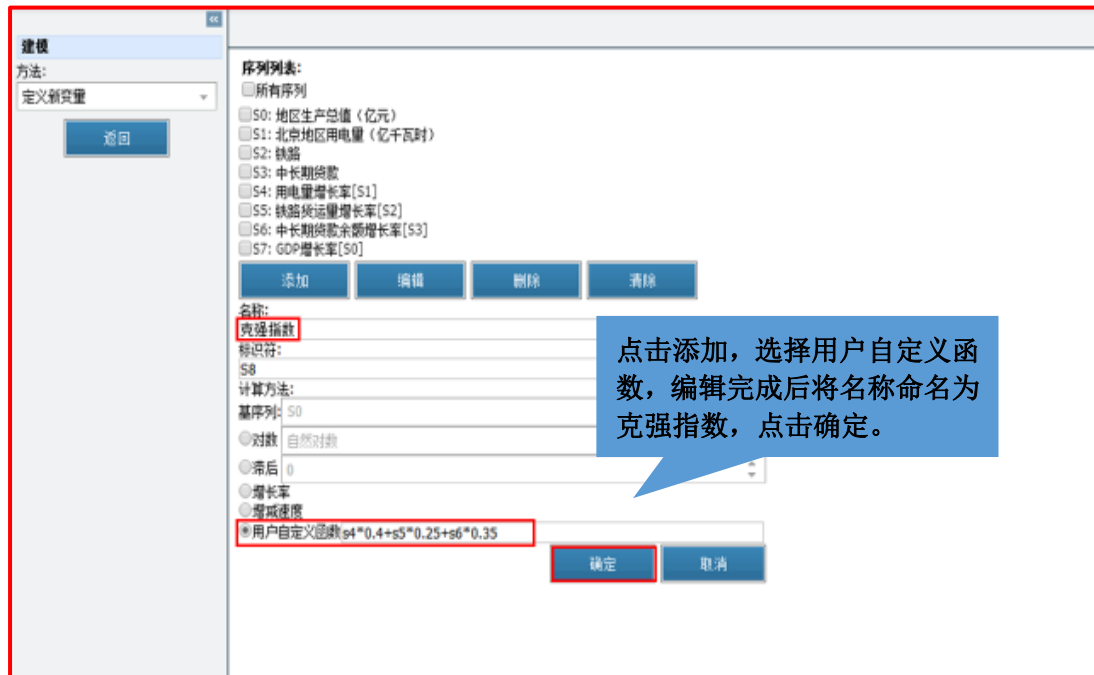 «
建模
方法:
定义新变量
返回
序列列表:
所有序列
S0: 地区生产总值（亿元）
S1: 北京地区用电量（亿千瓦时）
S2: 铁路
S3: 中长期贷款
S4: 用电量增长率[S1]
S5: 铁路货运量增长率[S2]
S6: 中长期贷款余额增长率[S3]
S7: GDP增长率[S0]
添加 编辑 删除 清除
名称:
克强指数
标识符:
S8
计算方法:
基序列: S0
对数 自然对数
滞后 0
增长率
增减速度
用户自定义函数 s4*0.4+s5*0.25+s6*0.35
确定 取消
点击添加，选择用户自定义函
数，编辑完成后将名称命名为
克强指数，点击确定。